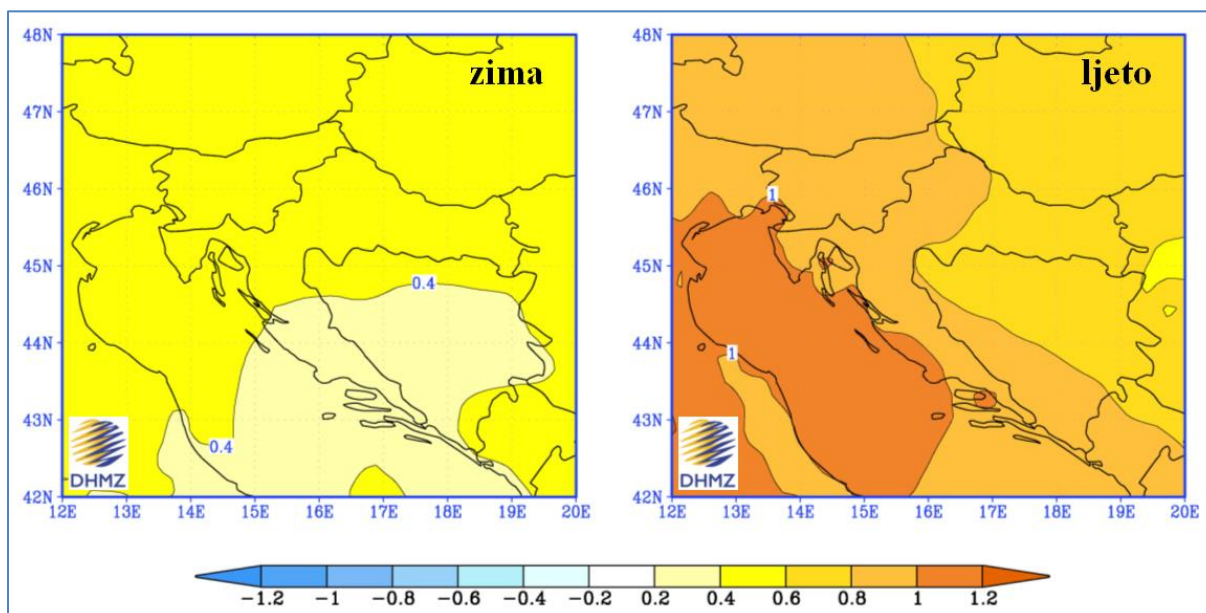 zima
48N
47N
46N
45N
44N
43N
42N
0.4
0.4
DHMZ
12E 13E 14E 15E 16E 17E 18E 19E 20E
ljeto
48N
47N
46N
45N
44N
43N
42N
1
1
DHMZ
12E 13E 14E 15E 16E 17E 18E 19E 20E
-1.2 -1 -0.8 -0.6 -0.4 -0.2 0.2 0.4 0.6 0.8 1 1.2